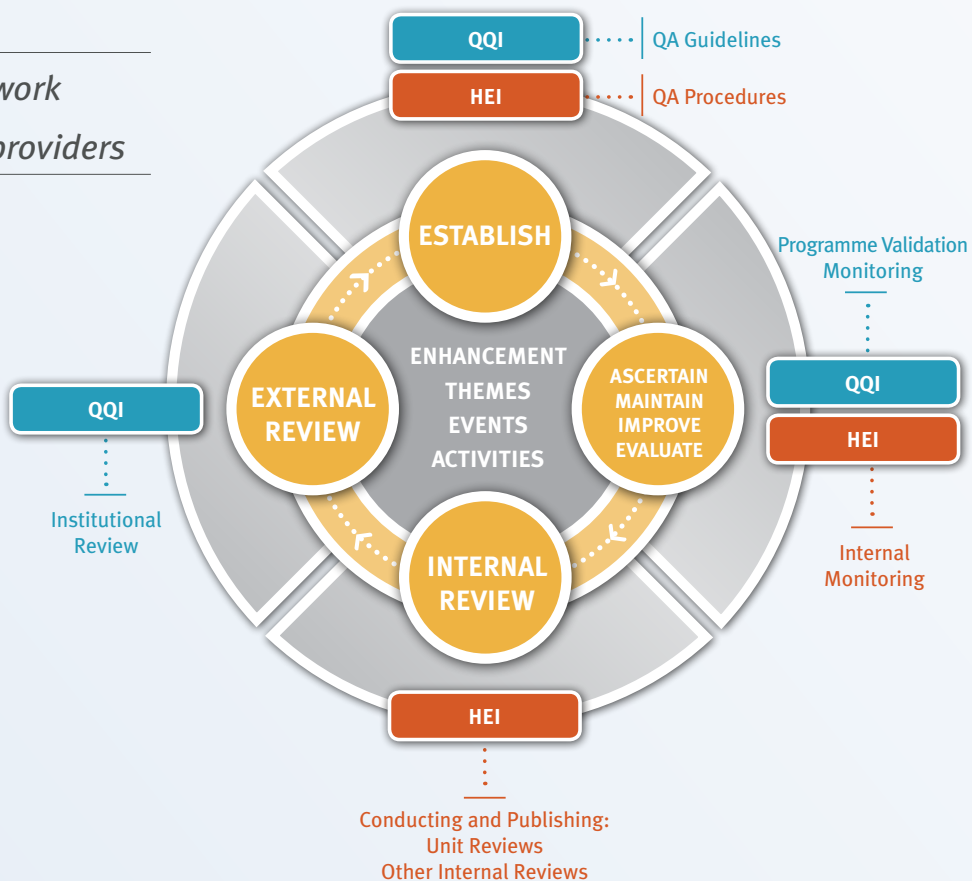 work
providers
QQI
QA Guidelines
HEI
QA Procedures
ESTABLISH
Programme Validation
Monitoring
QQI
HEI
Internal
Monitoring
ASCERTAIN
MAINTAIN
IMPROVE
EVALUATE
ENHANCEMENT
THEMES
EVENTS
ACTIVITIES
EXTERNAL
REVIEW
QQI
Institutional
Review
INTERNAL
REVIEW
HEI
Conducting and Publishing:
Unit Reviews
Other Internal Reviews